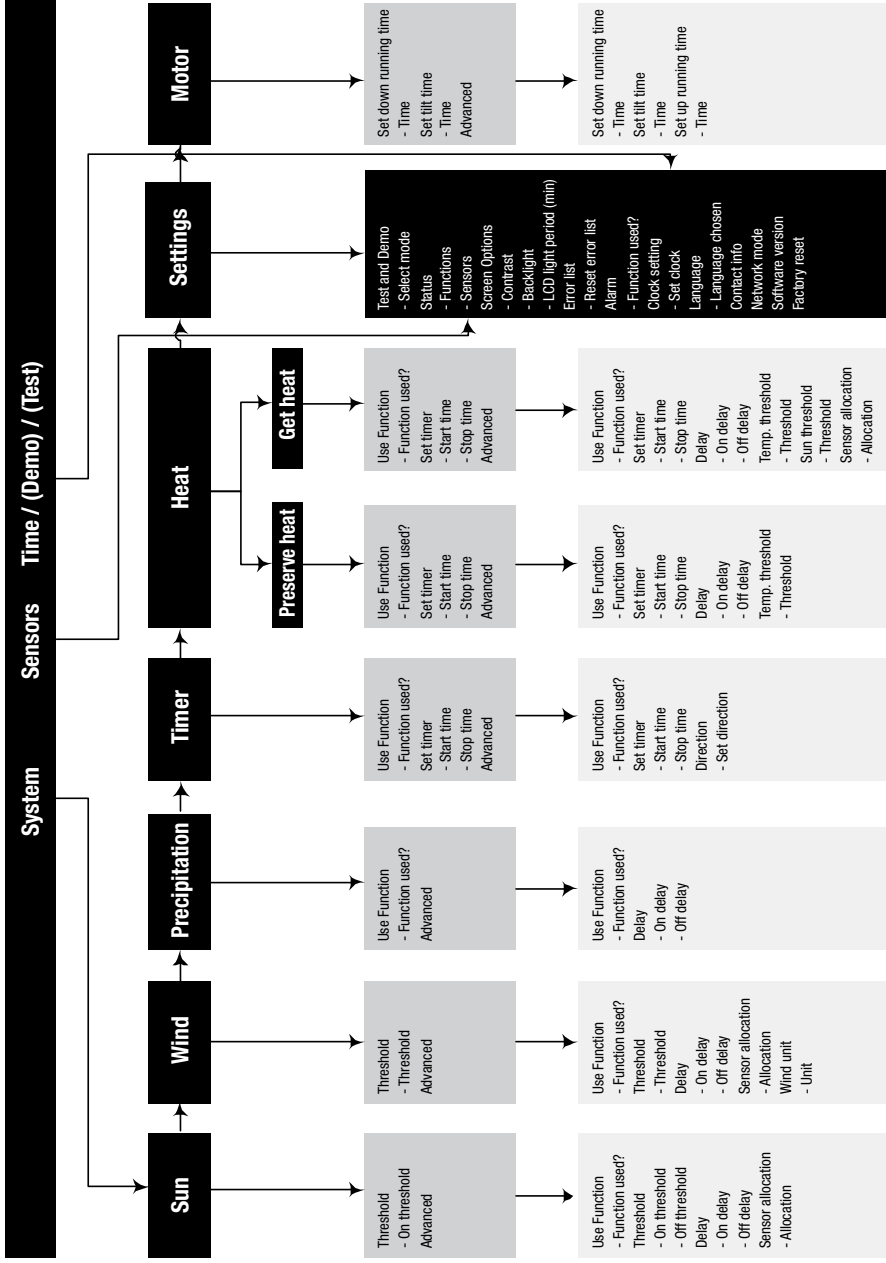 System Sensors Time / (Demo) / (Test)
Sun
Wind
Precipitation
Timer
Heat
Settings
Motor
Preserve heat
Get heat
Threshold
- On threshold
Advanced
Threshold
- Threshold
Advanced
Use Function
- Function used?
Advanced
Use Function
- Function used?
Set timer
- Start time
- Stop time
Advanced
Use Function
- Function used?
Set timer
- Start time
- Stop time
Advanced
Use Function
- Function used?
Set timer
- Start time
- Stop time
Advanced
Test and Demo
- Select mode
Status
- Functions
- Sensors
Screen Options
- Contrast
- Backlight
- LCD light period (min)
Error list
- Reset error list
Alarm
- Function used?
Clock setting
- Set clock
Language
- Language chosen
Contact info
Network mode
Software version
Factory reset
Set down running time
- Time
Set tilt time
- Time
Advanced
Use Function
- Function used?
Threshold
- On threshold
- Off threshold
Delay
- On delay
- Off delay
Sensor allocation
- Allocation
Use Function
- Function used?
Threshold
- Threshold
Delay
- On delay
- Off delay
Sensor allocation
- Allocation
Wind unit
- Unit
Use Function
- Function used?
Delay
- On delay
- Off delay
Use Function
- Function used?
Set timer
- Start time
- Stop time
Direction
- Set direction
Use Function
- Function used?
Set timer
- Start time
- Stop time
Delay
- On delay
- Off delay
Temp. threshold
- Threshold
Use Function
- Function used?
Set timer
- Start time
- Stop time
Delay
- On delay
- Off delay
Temp. threshold
- Threshold
Sun threshold
- Threshold
Sensor allocation
- Allocation
Set down running time
- Time
Set tilt time
- Time
Set up running time
- Time